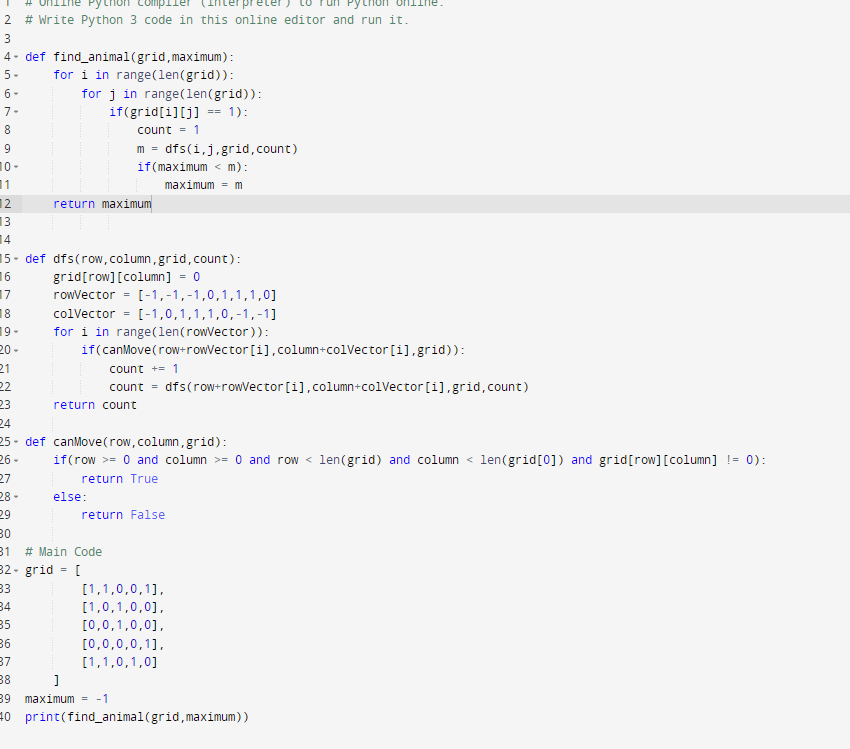 1 # Online Python compiler (interpreter) to run Python online.
2 # Write Python 3 code in this online editor and run it.
3
4 def find_animal(grid,maximum):
5     for i in range(len(grid)):
6         for j in range(len(grid)):
7             if(grid[i][j] == 1):
8                 count = 1
9                 m = dfs(i,j,grid,count)
10                 if(maximum < m):
11                     maximum = m
12     return maximum
13
14
15 def dfs(row,column,grid,count):
16     grid[row][column] = 0
17     rowVector = [-1,-1,-1,0,1,1,1,0]
18     colVector = [-1,0,1,1,1,0,-1,-1]
19     for i in range(len(rowVector)):
20         if(canMove(row+rowVector[i],column+colVector[i],grid)):
21             count += 1
22             count = dfs(row+rowVector[i],column+colVector[i],grid,count)
23     return count
24
25 def canMove(row,column,grid):
26     if(row >= 0 and column >= 0 and row < len(grid) and column < len(grid[0]) and grid[row][column] != 0):
27         return True
28     else:
29         return False
30
31 # Main Code
32 grid = [
33         [1,1,0,0,1],
34         [1,0,1,0,0],
35         [0,0,1,0,0],
36         [0,0,0,0,1],
37         [1,1,0,1,0]
38     ]
39 maximum = -1
40 print(find_animal(grid,maximum))